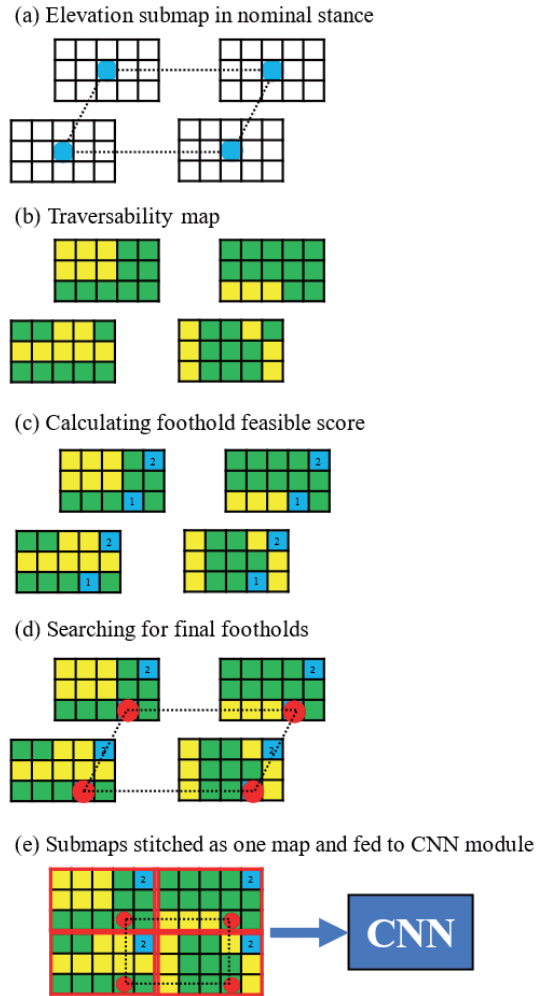 (a) Elevation submap in nominal stance
(b) Traversability map
(c) Calculating foothold feasible score
2 2
1 1
2 2
1 1
(d) Searching for final footholds
2 2
2 2
(e) Submaps stitched as one map and fed to CNN module
2 2
2 2
CNN